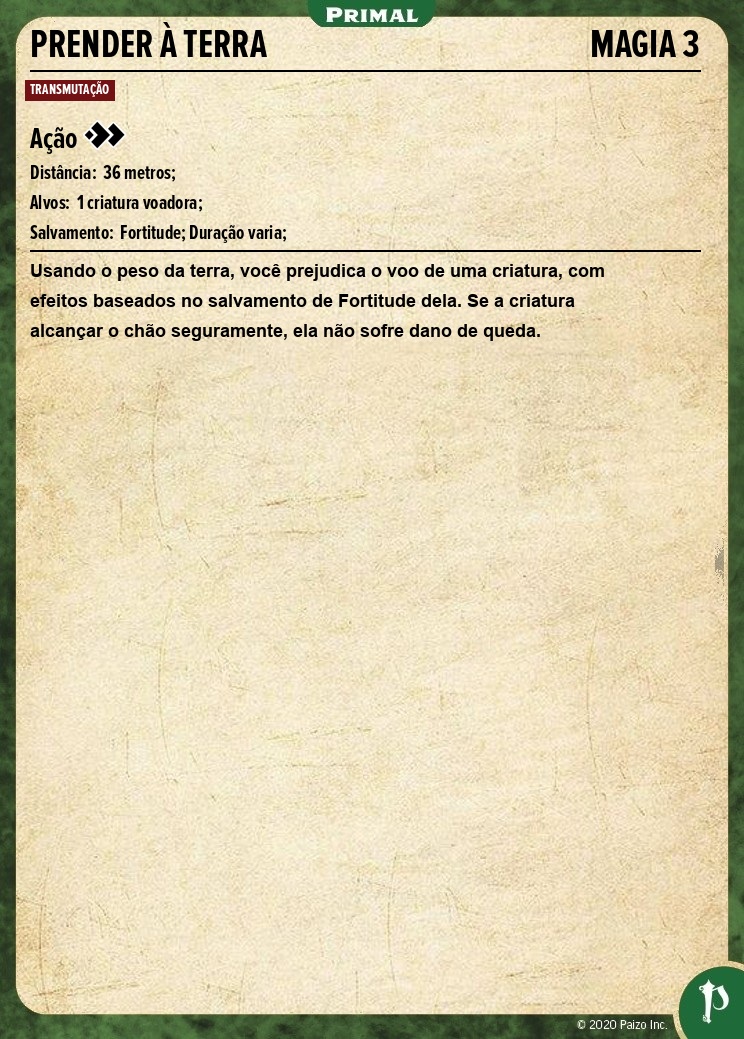 PRIMAL
PRENDER À TERRA MAGIA 3
TRANSMUTAÇÃO
Ação
Distância: 36 metros;
Alvos: 1 criatura voadora;
Salvamento: Fortitude; Duração varia;
Usando o peso da terra, você prejudica o voo de uma criatura, com
efeitos baseados no salvamento de Fortitude dela. Se a criatura
alcançar o chão seguramente, ela não sofre dano de queda.
© 2020 Paizo Inc.